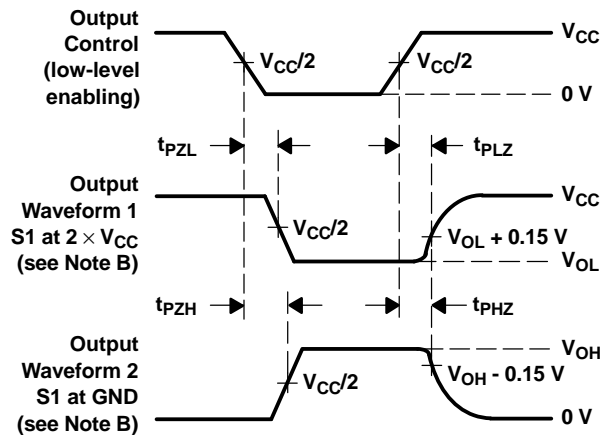 Output
Control
(low-level
enabling)
VCC/2
VCC/2
VCC
0 V
tPZL
tPLZ
Output
Waveform 1
S1 at 2 × VCC
(see Note B)
VCC/2
VCC
VOL + 0.15 V
VOL
tPZH
tPHZ
Output
Waveform 2
S1 at GND
(see Note B)
VCC/2
VOH
VOH - 0.15 V
0 V